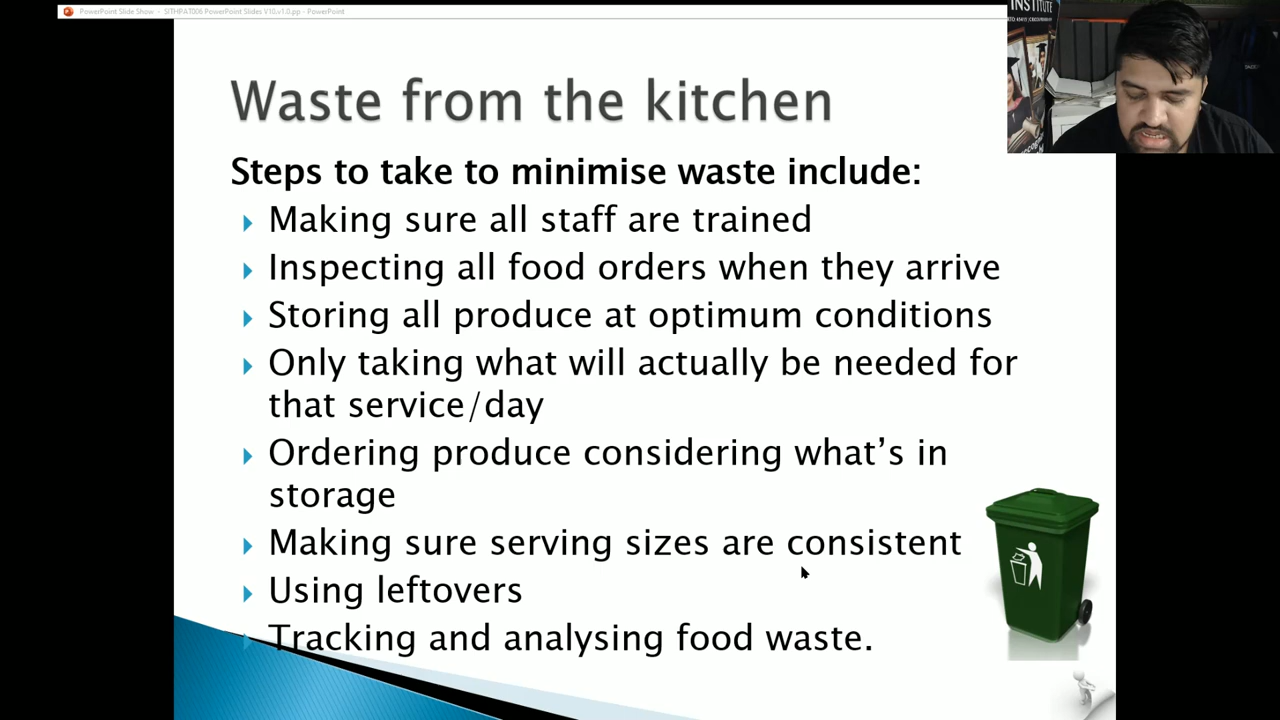 PowerPoint Slide Show - SITHPAT006 PowerPoint Slides V10.v1.0.pp - PowerPoint
INSTITUTE
Waste from the kitchen
Steps to take to minimise waste include:
Making sure all staff are trained
Inspecting all food orders when they arrive
Storing all produce at optimum conditions
Only taking what will actually be needed for
that service/day
Ordering produce considering what's in
storage
Making sure serving sizes are consistent
Using leftovers
Tracking and analysing food waste.